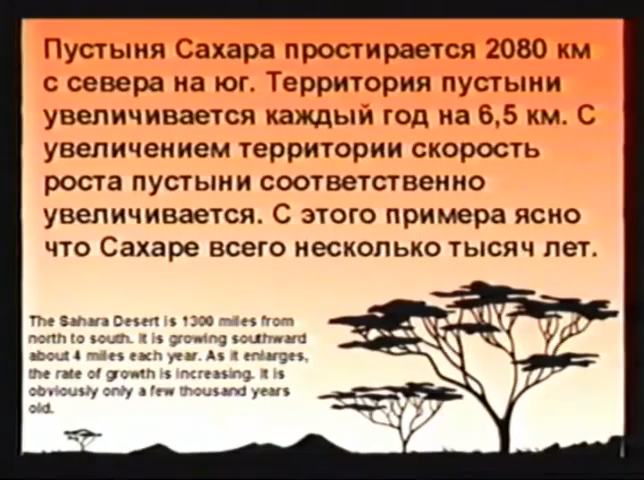 Пустыня Сахара простирается 2080 км
с севера на юг. Территория пустыни
увеличивается каждый год на 6,5 км. С
увеличением территории скорость
роста пустыни соответственно
увеличивается. С этого примера ясно
что Сахаре всего несколько тысяч лет.
The Sahara Desert is 1300 miles from
north to south. It is growing southward
about 4 miles each year. As it enlarges,
the rate of growth is increasing. It is
obviously only a few thousand years
old.